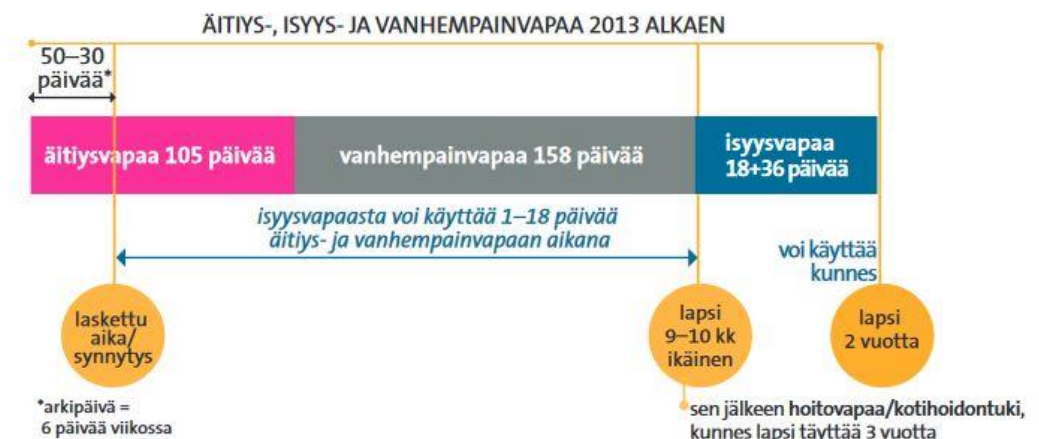 ÄITIYS-, ISYYS- JA VANHEMPAINVAPAA 2013 ALKAEN
50–30
päivää*
äitiysvapaa 105 päivää
vanhempainvapaa 158 päivää
isyysvapaa
18+36 päivää
isyysvapaasta voi käyttää 1–18 päivää
äitiys- ja vanhempainvapaan aikana
voi käyttää
kunnes
laskettu
aika/
synnytys
lapsi
9–10 kk
ikäinen
lapsi
2 vuotta
*arkipäivä =
6 päivää viikossa
sen jälkeen hoitovapaa/kotihoidontuki,
kunnes lapsi täyttää 3 vuotta